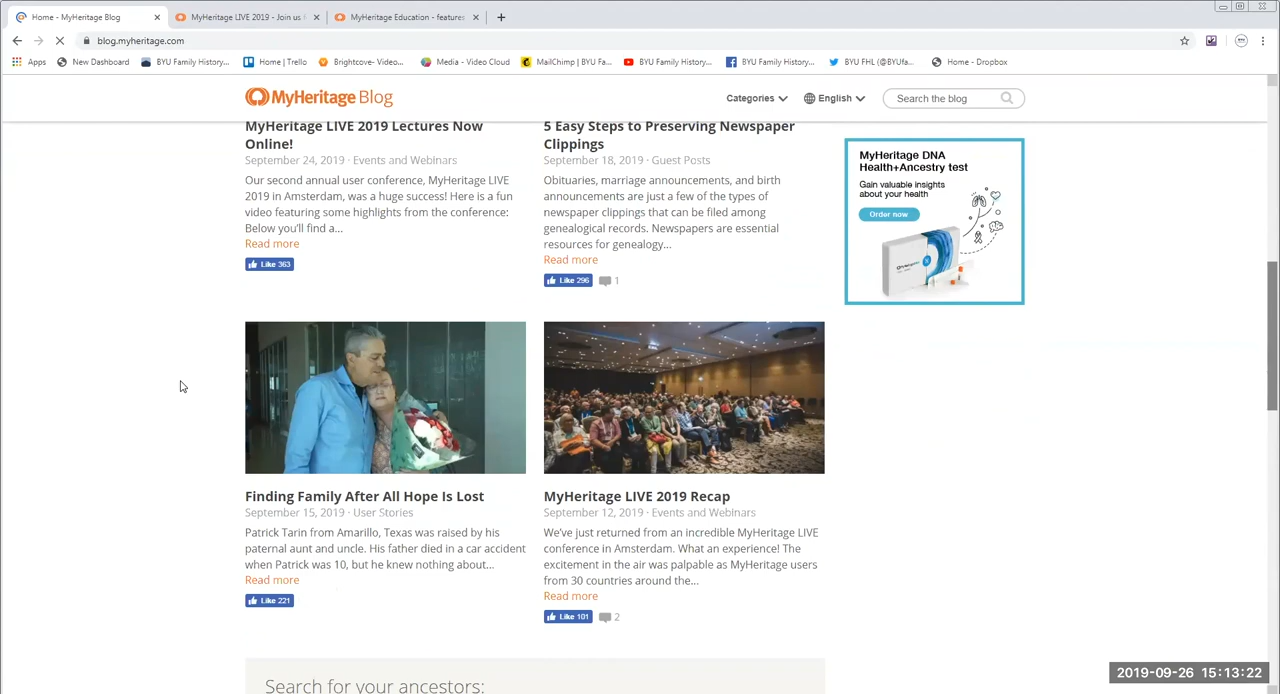 Home - MyHeritage Blog
MyHeritage LIVE 2019 - Join us
MyHeritage Education - features
blog.myheritage.com
Apps
New Dashboard
BYU Family History...
Home | Trello
Brightcove- Video...
Media - Video Cloud
MailChimp | BYU Fa...
BYU Family History...
BYU Family History...
BYU FHL (@BYUfa...
Home - Dropbox
MyHeritage Blog
Categories
English
Search the blog
MyHeritage LIVE 2019 Lectures Now
Online!
September 24, 2019 · Events and Webinars
Our second annual user conference, MyHeritage LIVE
2019 in Amsterdam, was a huge success! Here is a fun
video featuring some highlights from the conference:
Below you'll find a...
Read more
Like 363
5 Easy Steps to Preserving Newspaper
Clippings
September 18, 2019 · Guest Posts
Obituaries, marriage announcements, and birth
announcements are just a few of the types of
newspaper clippings that can be filed among
genealogical records. Newspapers are essential
resources for genealogy...
Read more
Like 296
1
MyHeritage DNA
Health+Ancestry test
Gain valuable insights
about your health
Order now
Finding Family After All Hope Is Lost
September 15, 2019 · User Stories
Patrick Tarin from Amarillo, Texas was raised by his
paternal aunt and uncle. His father died in a car accident
when Patrick was 10, but he knew nothing about...
Read more
Like 221
MyHeritage LIVE 2019 Recap
September 12, 2019 · Events and Webinars
We've just returned from an incredible MyHeritage LIVE
conference in Amsterdam. What an experience! The
excitement in the air was palpable as MyHeritage users
from 30 countries around the...
Read more
Like 101
2
Search for your ancestors:
2019-09-26 15:13:22